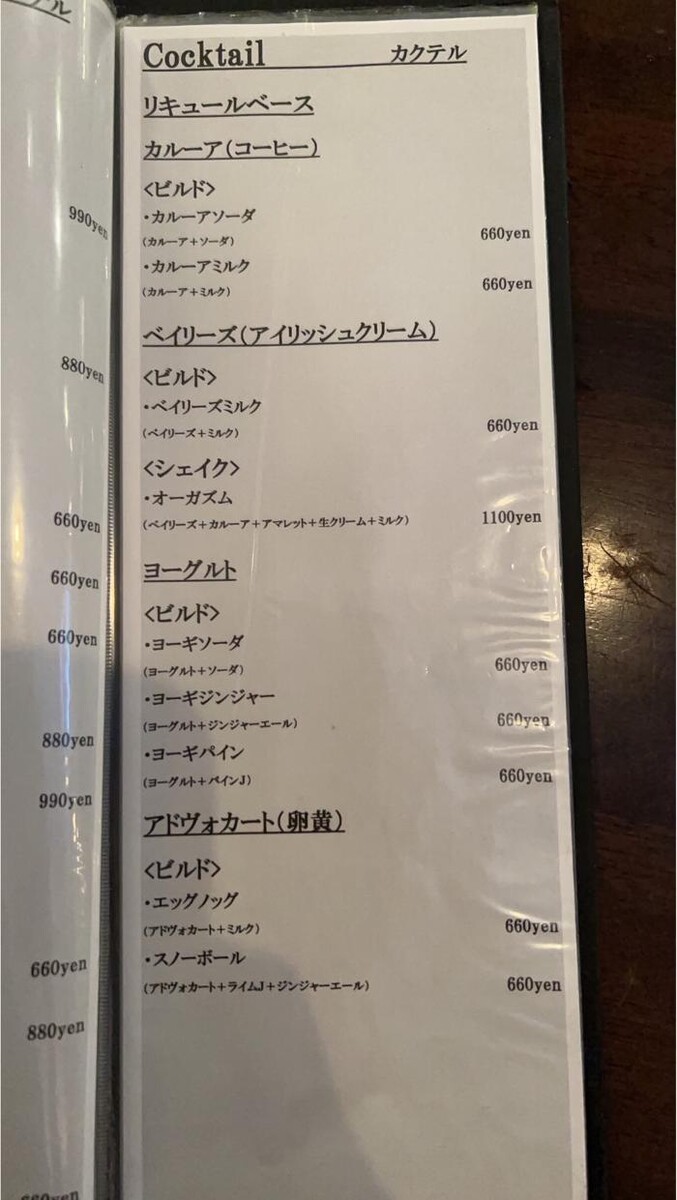 テル
990yen
880yen
660yen
660yen
660yen
880yen
990yen
660yen
880yen
660yen
Cocktail カクテル
リキュールベース
カルーア(コーヒー)
<ビルド>
・カルーアソーダ
(カルーア+ソーダ) 660yen
・カルーアミルク
(カルーア+ミルク) 660yen
ベイリーズ(アイリッシュクリーム)
<ビルド>
・ベイリーズミルク
(ベイリーズ+ミルク) 660yen
<シェイク>
・オーガズム
(ベイリーズ+カルーア+アマレット+生クリーム+ミルク) 1100yen
ヨーグルト
<ビルド>
・ヨーギソーダ
(ヨーグルト+ソーダ) 660yen
・ヨーギジンジャー
(ヨーグルト+ジンジャーエール) 660yen
・ヨーギパイン
(ヨーグルト+パインJ) 660yen
アドヴォカート(卵黄)
<ビルド>
・エッグノッグ
(アドヴォカート+ミルク) 660yen
・スノーボール
(アドヴォカート+ライムJ+ジンジャーエール) 660yen